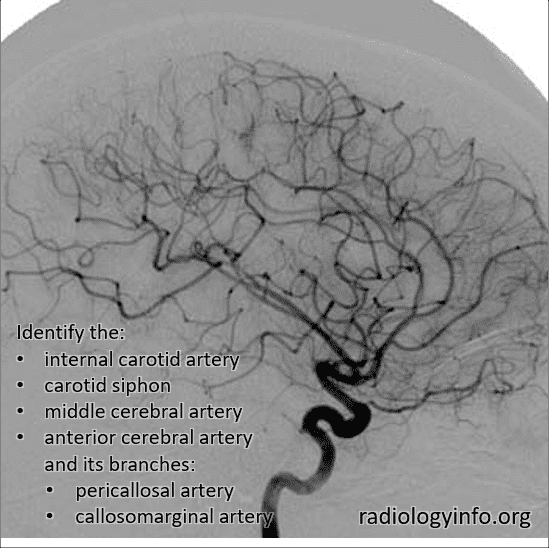 Identify the:
• internal carotid artery
• carotid siphon
• middle cerebral artery
• anterior cerebral artery
and its branches:
• pericallosal artery
• callosomarginal artery
radiologyinfo.org